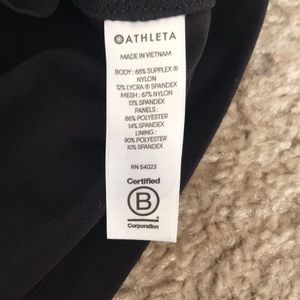 ATHLETA
MADE IN VIETNAM
BODY : 88% SUPPLEX ®
NYLON
12% LYCRA ® SPANDEX
MESH : 87% NYLON
13% SPANDEX
PANELS :
86% POLYESTER
14% SPANDEX
LINING :
90% POLYESTER
10% SPANDEX
RN 54023
Certified
B
Corporation